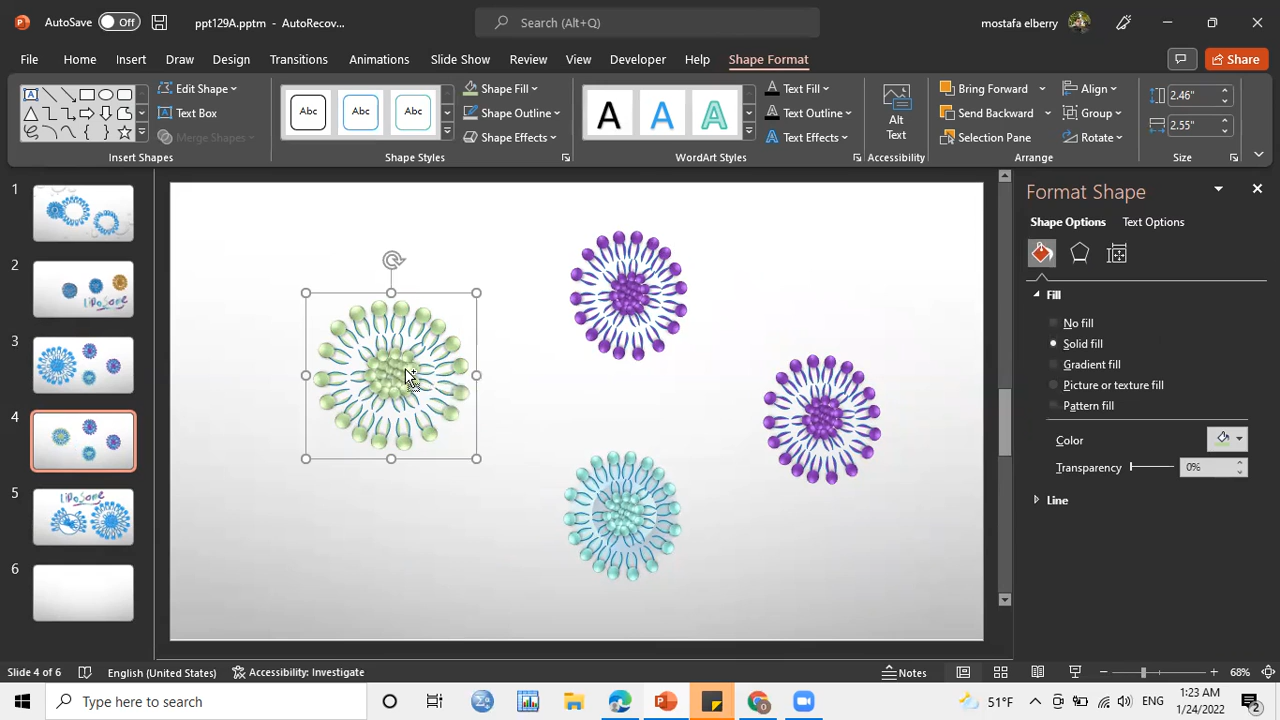 AutoSave Off ppt129A.pptm - AutoRecov... Search (Alt+Q) mostafa elberry
File Home Insert Draw Design Transitions Animations Slide Show Review View Developer Help Shape Format Share
Edit Shape
Text Box
Merge Shapes
Insert Shapes
Abc Abc Abc
Shape Fill
Shape Outline
Shape Effects
Shape Styles
A A A
Text Fill
Text Outline
Text Effects
WordArt Styles
Alt
Text
Accessibility
Bring Forward
Send Backward
Selection Pane
Align
Group
Rotate
Arrange
2.46"
2.55"
Size
1
2
LiPoSome
3
4
5
LiPoSome
6
Format Shape
Shape Options Text Options
Fill
No fill
Solid fill
Gradient fill
Picture or texture fill
Pattern fill
Color
Transparency 0%
Line
Slide 4 of 6 English (United States) Accessibility: Investigate Notes 68%
Type here to search 51°F ENG 1:23 AM
1/24/2022
2